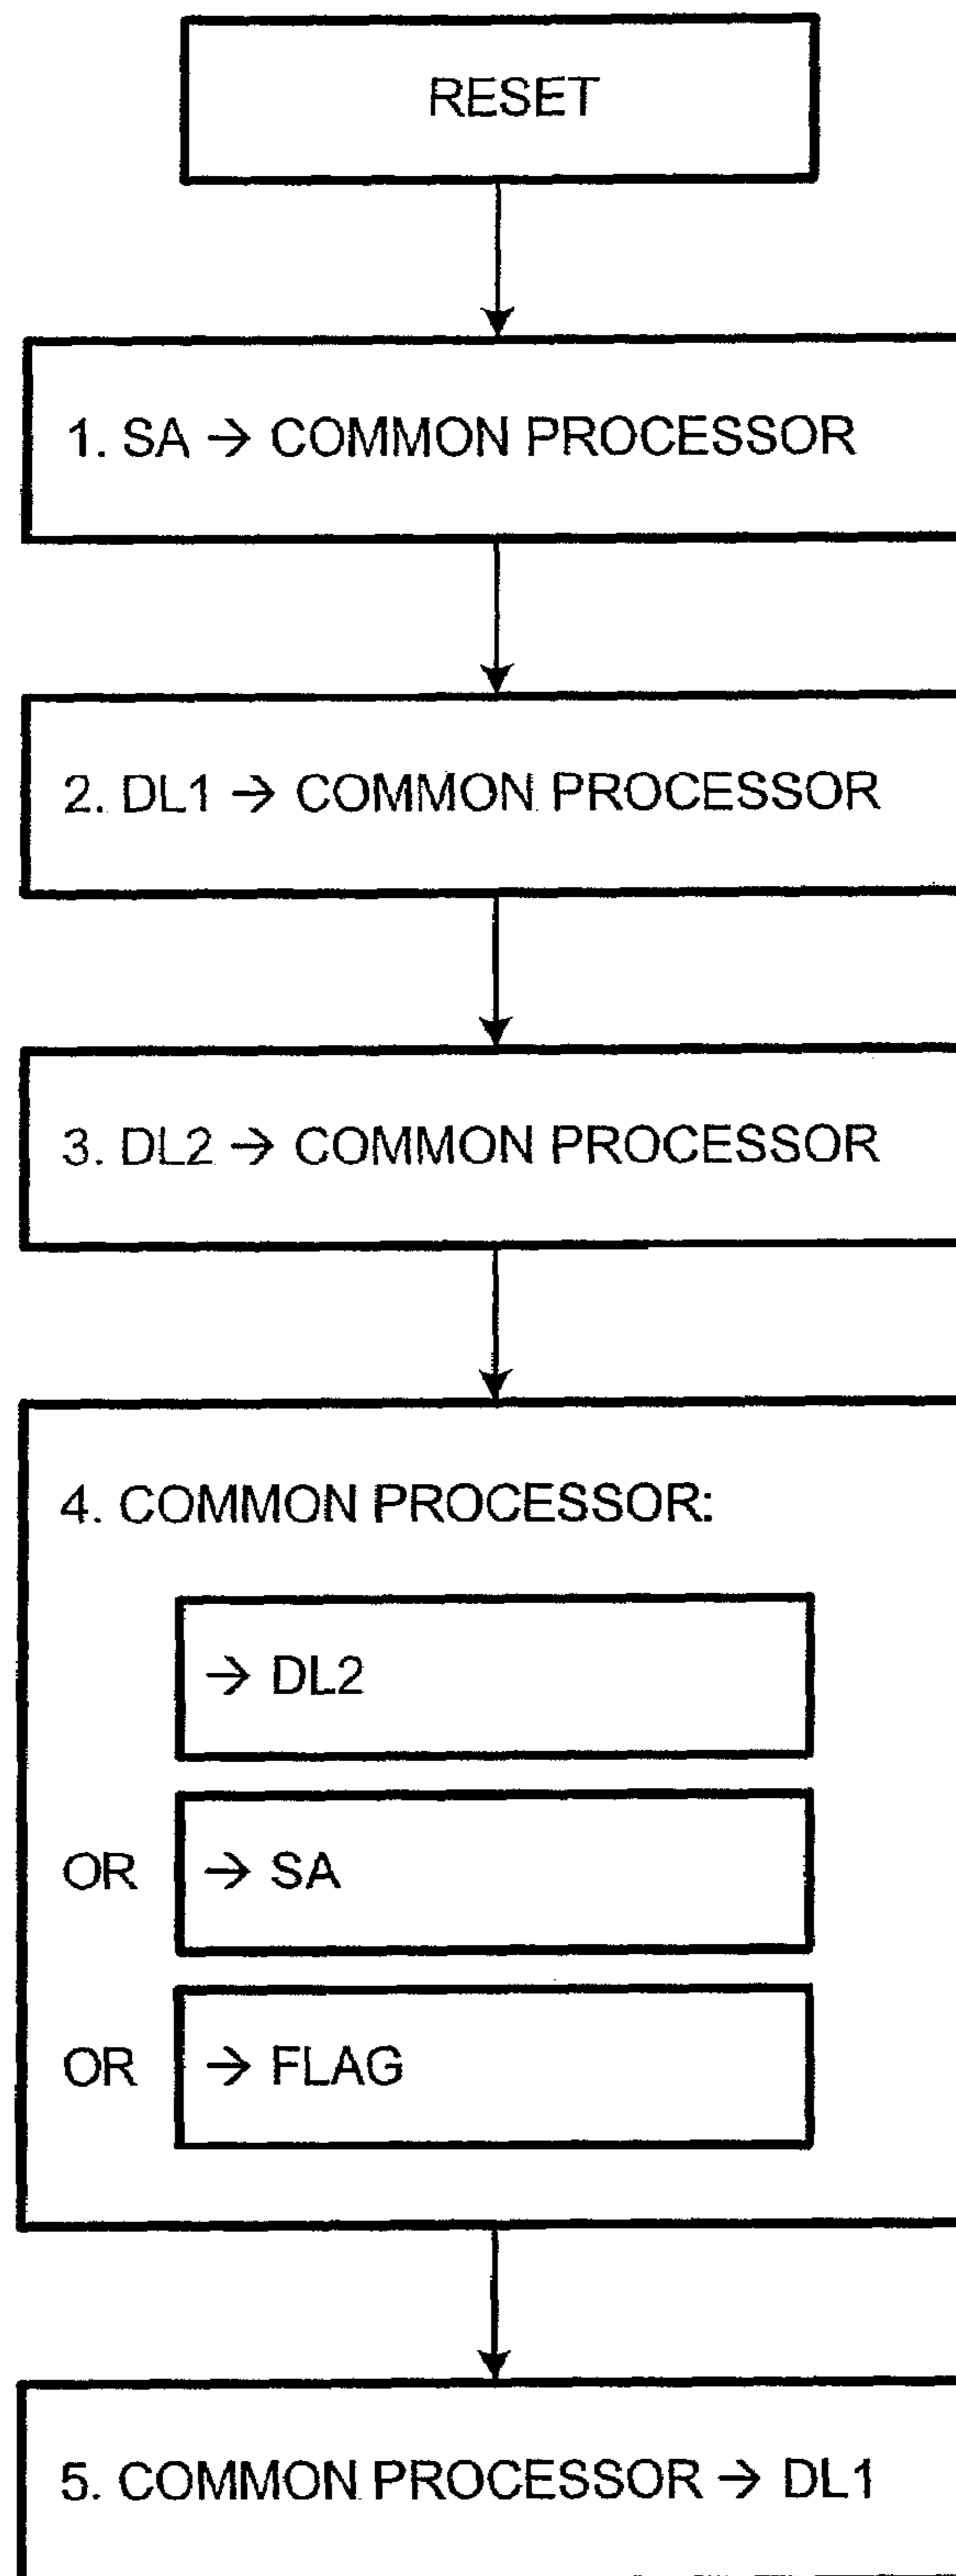 RESET
1. SA → COMMON PROCESSOR
2. DL1 → COMMON PROCESSOR
3. DL2 → COMMON PROCESSOR
4. COMMON PROCESSOR:
→ DL2
OR → SA
OR → FLAG
5. COMMON PROCESSOR → DL1